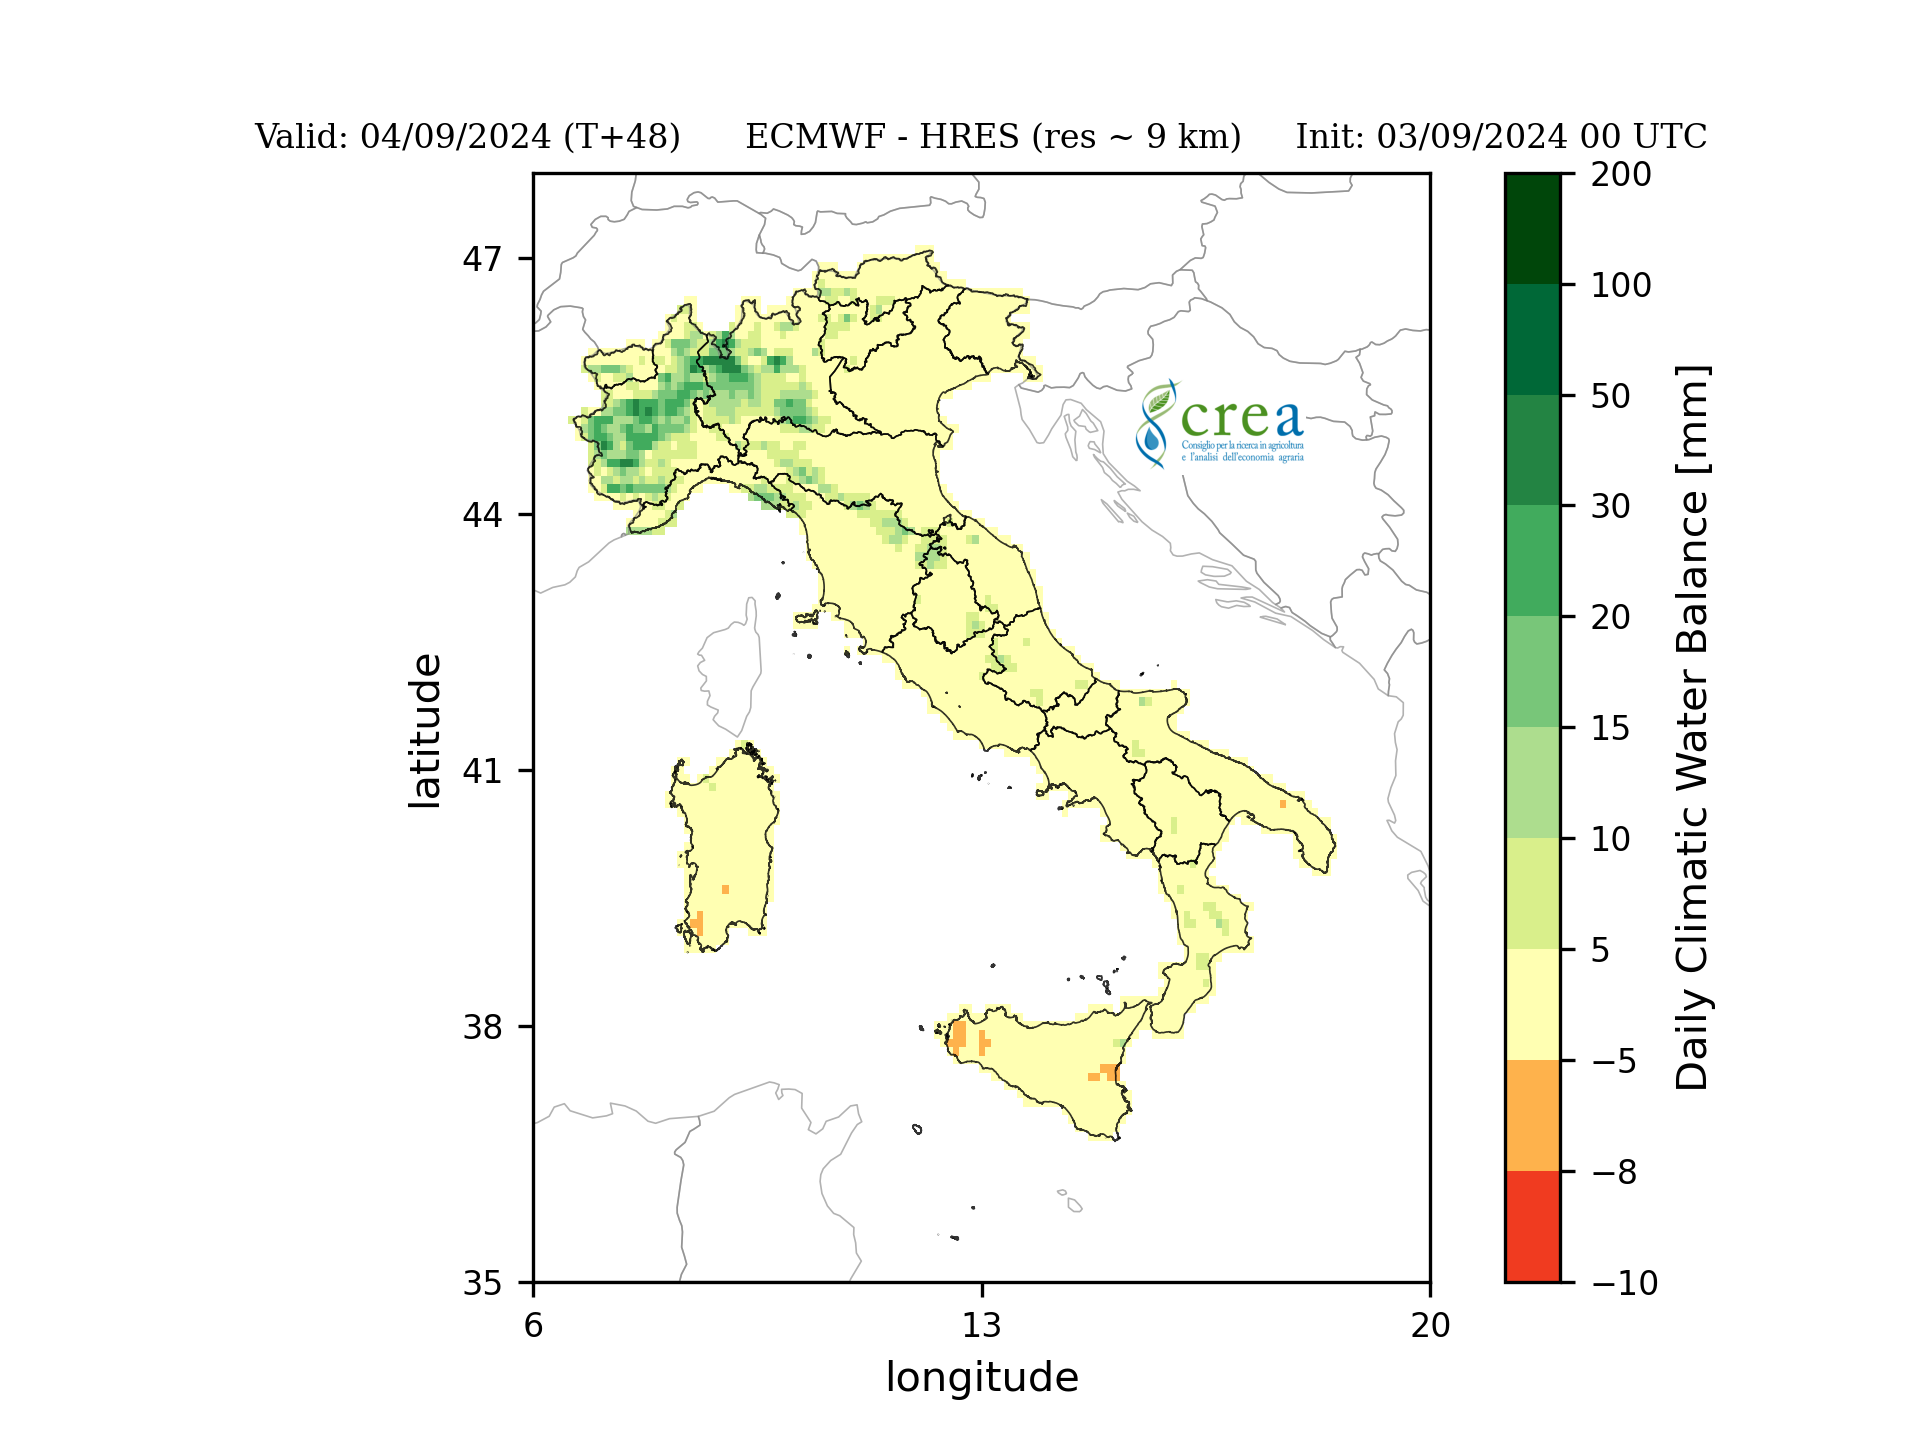 Valid: 04/09/2024 (T+48) ECMWF - HRES (res ~ 9 km) Init: 03/09/2024 00 UTC
200
100
50
30
20
15
10
5
−5
−8
−10
Daily Climatic Water Balance [mm]
47
44
41
38
35
latitude
6 13 20
longitude
crea
Consiglio per la ricerca in agricoltura
e l'analisi dell'economia agraria